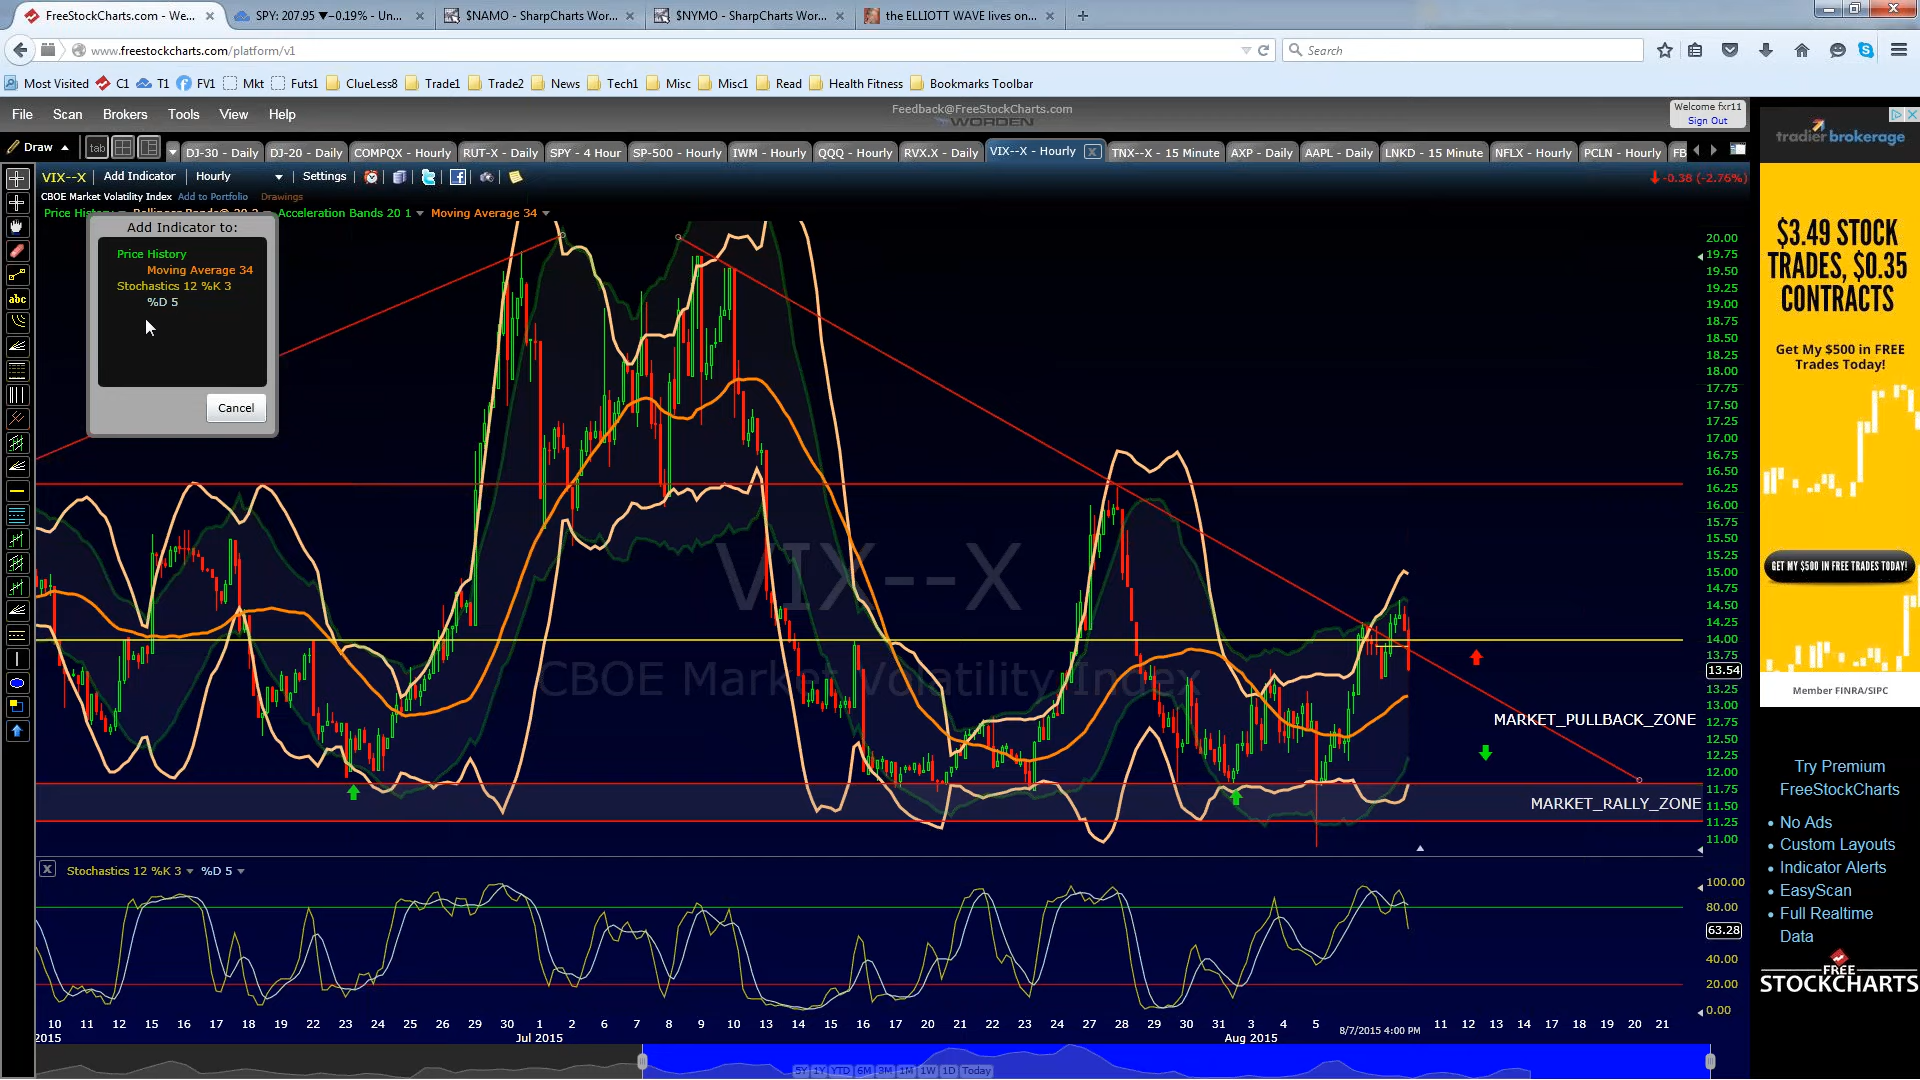 FreeStockCharts.com - We...
SPY: 207.95 ▼−0.19% - Un...
$NAMO - SharpCharts Wor...
$NYMO - SharpCharts Wor...
the ELLIOTT WAVE lives on...
www.freestockcharts.com/platform/v1
Search
Most Visited C1 T1 FV1 Mkt Futs1 ClueLess8 Trade1 Trade2 News Tech1 Misc Misc1 Read Health Fitness Bookmarks Toolbar
File Scan Brokers Tools View Help
Feedback@FreeStockCharts.com
WORDEN
Welcome fxr11
Sign Out
Draw
tab
DJ-30 - Daily DJ-20 - Daily COMPQX - Hourly RUT-X - Daily SPY - 4 Hour SP-500 - Hourly IWM - Hourly QQQ - Hourly RVX.X - Daily VIX--X - Hourly TNX--X - 15 Minute AXP - Daily AAPL - Daily LNKD - 15 Minute NFLX - Hourly PCLN - Hourly FB
VIX--X Add Indicator Hourly Settings
-0.38 (-2.76%)
CBOE Market Volatility Index Add to Portfolio Drawings
Acceleration Bands 20 1 Moving Average 34
Add Indicator to:
Price History
Moving Average 34
Stochastics 12 %K 3
%D 5
Cancel
abc
VIX--X
CBOE Market Volatility Index
MARKET_PULLBACK_ZONE
MARKET_RALLY_ZONE
20.00
19.75
19.50
19.25
19.00
18.75
18.50
18.25
18.00
17.75
17.50
17.25
17.00
16.75
16.50
16.25
16.00
15.75
15.50
15.25
15.00
14.75
14.50
14.25
14.00
13.75
13.54
13.25
13.00
12.75
12.50
12.25
12.00
11.75
11.50
11.25
11.00
Stochastics 12 %K 3 %D 5
100.00
80.00
63.28
40.00
20.00
0.00
10 11 12 15 16 17 18 19 22 23 24 25 26 29 30 1 2 6 7 8 9 10 13 14 15 16 17 20 21 22 23 24 27 28 29 30 31 3 4 5 8/7/2015 4:00 PM 11 12 13 14 17 18 19 20 21
2015 Jul 2015 Aug 2015
5Y 1Y YTD 6M 3M 1M 1W 1D Today
tradier brokerage
$3.49 STOCK
TRADES, $0.35
CONTRACTS
Get My $500 in FREE
Trades Today!
GET MY $500 IN FREE TRADES TODAY!
Member FINRA/SIPC
Try Premium
FreeStockCharts
• No Ads
• Custom Layouts
• Indicator Alerts
• EasyScan
• Full Realtime
Data
FREE
STOCKCHARTS